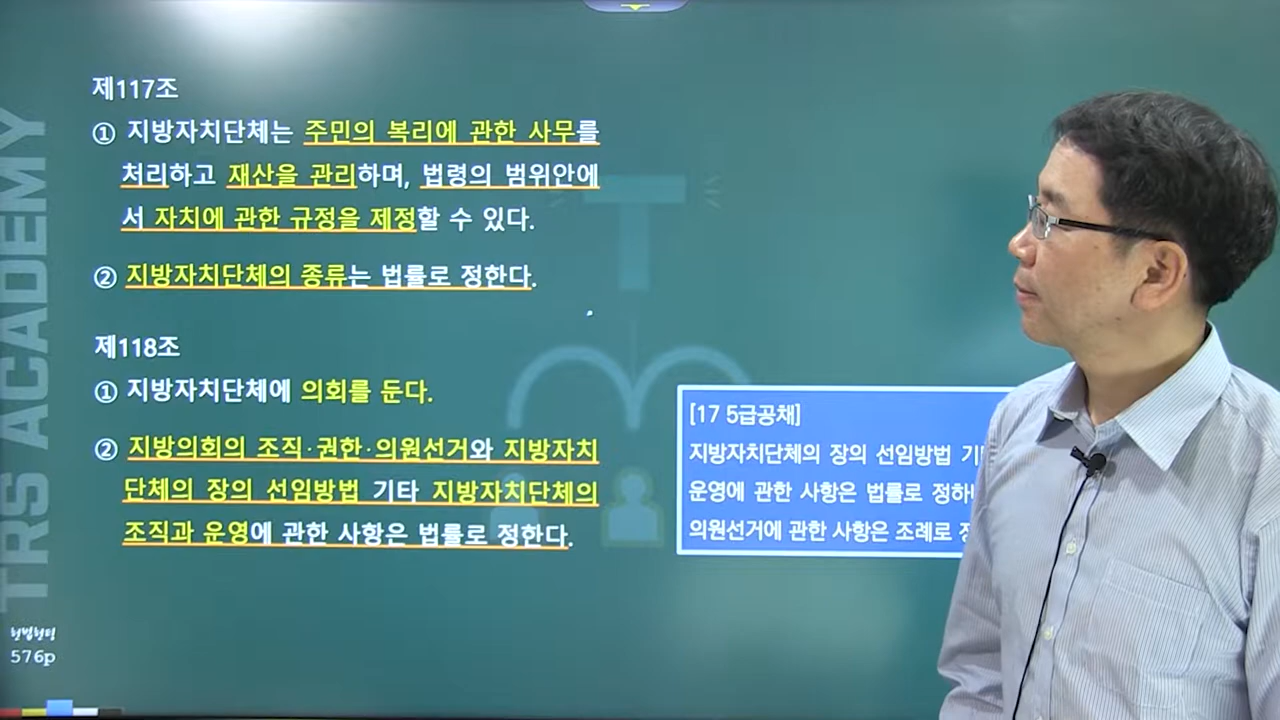 제117조
① 지방자치단체는 주민의 복리에 관한 사무를
처리하고 재산을 관리하며, 법령의 범위안에
서 자치에 관한 규정을 제정할 수 있다.
② 지방자치단체의 종류는 법률로 정한다.
제118조
① 지방자치단체에 의회를 둔다.
② 지방의회의 조직·권한·의원선거와 지방자치
단체의 장의 선임방법 기타 지방자치단체의
조직과 운영에 관한 사항은 법률로 정한다.
[17 5급공채]
지방자치단체의 장의 선임방법
운영에 관한 사항은 법률로
의원선거에 관한 사항은 조례로
TRS ACADEMY
576p